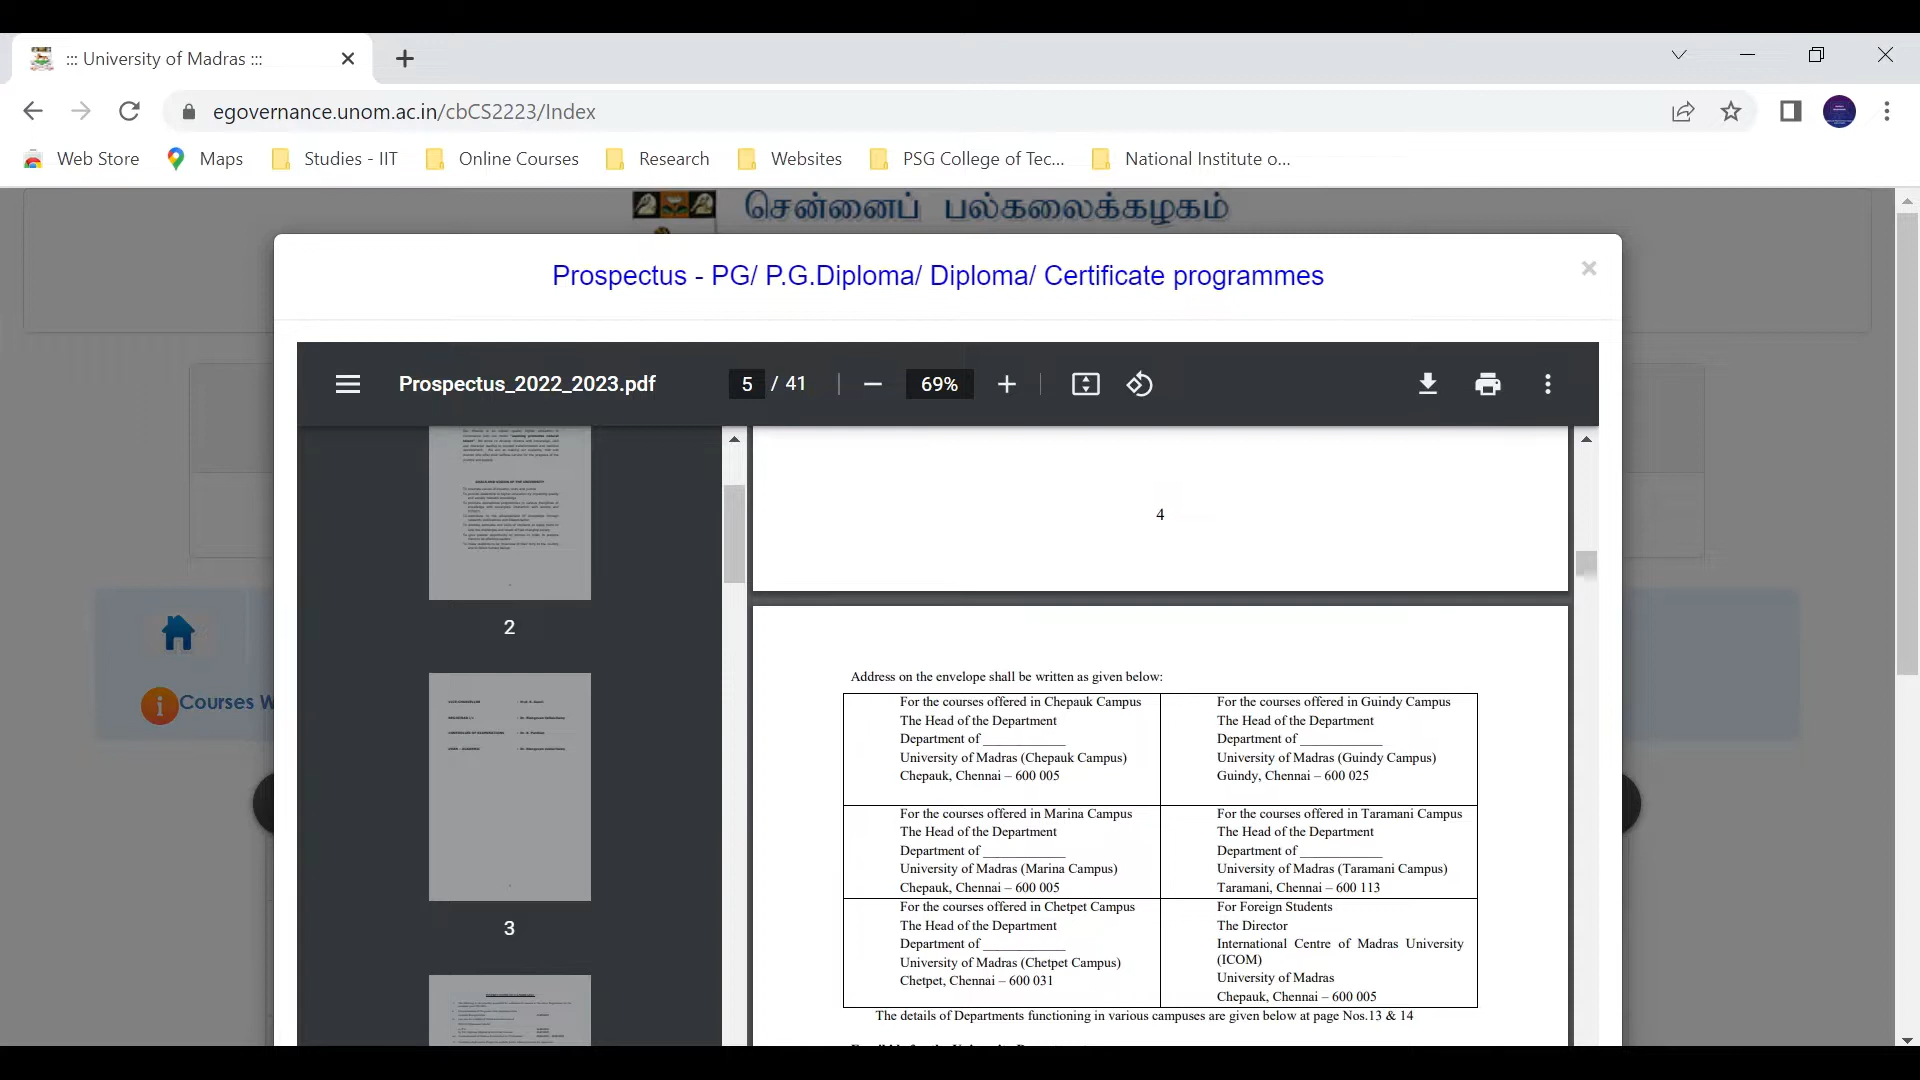 ::: University of Madras :::
egovernance.unom.ac.in/cbCS2223/Index
Web Store
Maps
Studies - IIT
Online Courses
Research
Websites
PSG College of Tec...
National Institute o...
சென்னைப் பல்கலைக்கழகம்
Prospectus - PG/ P.G.Diploma/ Diploma/ Certificate programmes
×
Prospectus_2022_2023.pdf
5 / 41
69%
2
3
Courses W
4
Address on the envelope shall be written as given below:
For the courses offered in Chepauk Campus
The Head of the Department
Department of ____________
University of Madras (Chepauk Campus)
Chepauk, Chennai – 600 005
For the courses offered in Guindy Campus
The Head of the Department
Department of ____________
University of Madras (Guindy Campus)
Guindy, Chennai – 600 025
For the courses offered in Marina Campus
The Head of the Department
Department of ____________
University of Madras (Marina Campus)
Chepauk, Chennai – 600 005
For the courses offered in Taramani Campus
The Head of the Department
Department of ____________
University of Madras (Taramani Campus)
Taramani, Chennai – 600 113
For the courses offered in Chetpet Campus
The Head of the Department
Department of ____________
University of Madras (Chetpet Campus)
Chetpet, Chennai – 600 031
For Foreign Students
The Director
International Centre of Madras University
(ICOM)
University of Madras
Chepauk, Chennai – 600 005
The details of Departments functioning in various campuses are given below at page Nos.13 & 14